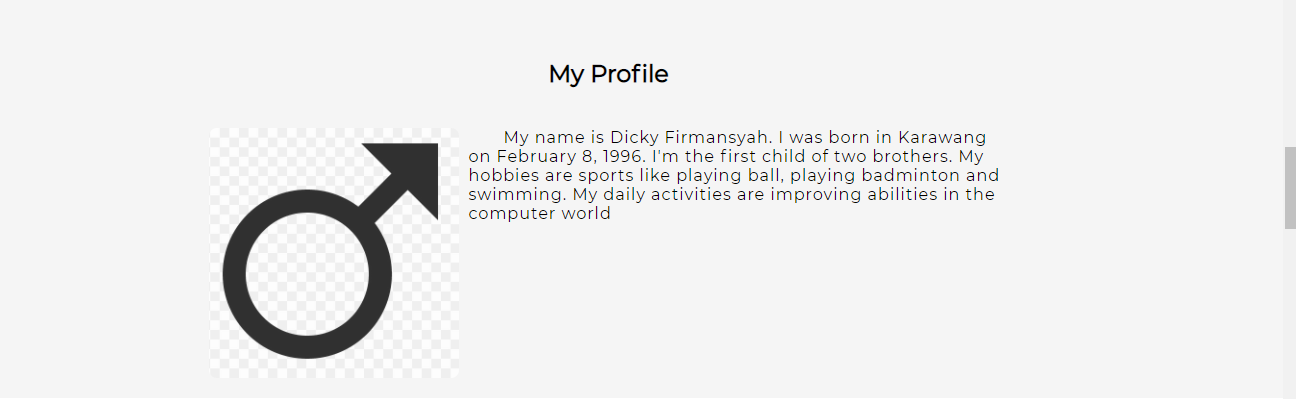 My Profile
My name is Dicky Firmansyah. I was born in Karawang
on February 8, 1996. I'm the first child of two brothers. My
hobbies are sports like playing ball, playing badminton and
swimming. My daily activities are improving abilities in the
computer world